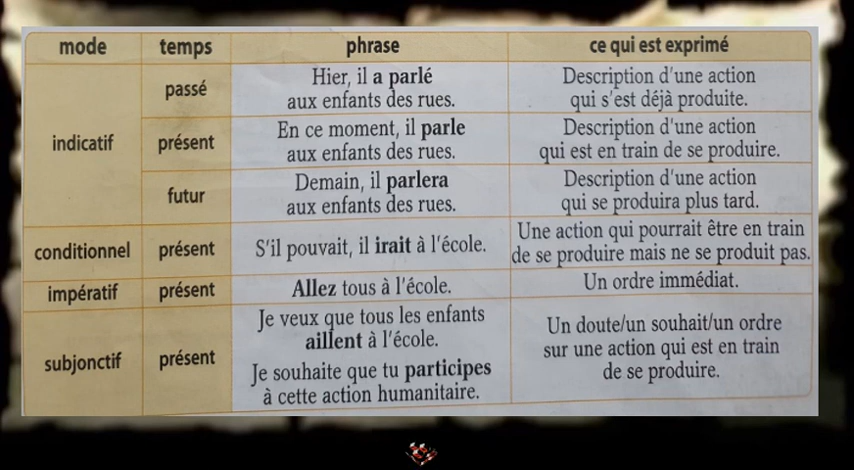 mode temps phrase ce qui est exprimé
indicatif
passé
Hier, il a parlé
aux enfants des rues.
Description d'une action
qui s'est déjà produite.
présent
En ce moment, il parle
aux enfants des rues.
Description d'une action
qui est en train de se produire.
futur
Demain, il parlera
aux enfants des rues.
Description d'une action
qui se produira plus tard.
conditionnel
présent
S'il pouvait, il irait à l'école.
Une action qui pourrait être en train
de se produire mais ne se produit pas.
impératif
présent
Allez tous à l'école.
Un ordre immédiat.
subjonctif
présent
Je veux que tous les enfants
aillent à l'école.
Je souhaite que tu participes
à cette action humanitaire.
Un doute/un souhait/un ordre
sur une action qui est en train
de se produire.